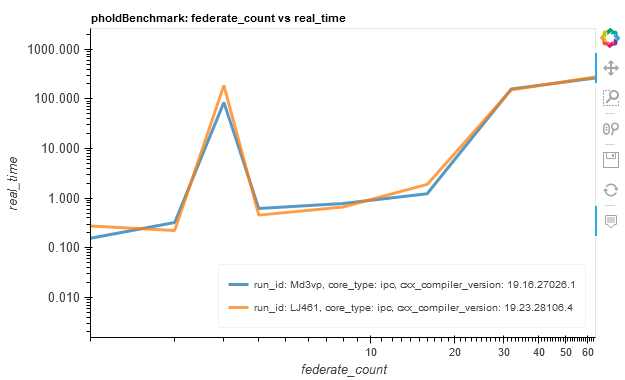 pholdBenchmark: federate_count vs real_time
1000.000
100.000
10.000
1.000
0.100
0.010
real_time
run_id: Md3vp, core_type: ipc, cxx_compiler_version: 19.16.27026.1
run_id: LJ461, core_type: ipc, cxx_compiler_version: 19.23.28106.4
10 20 30 40 50 60
federate_count